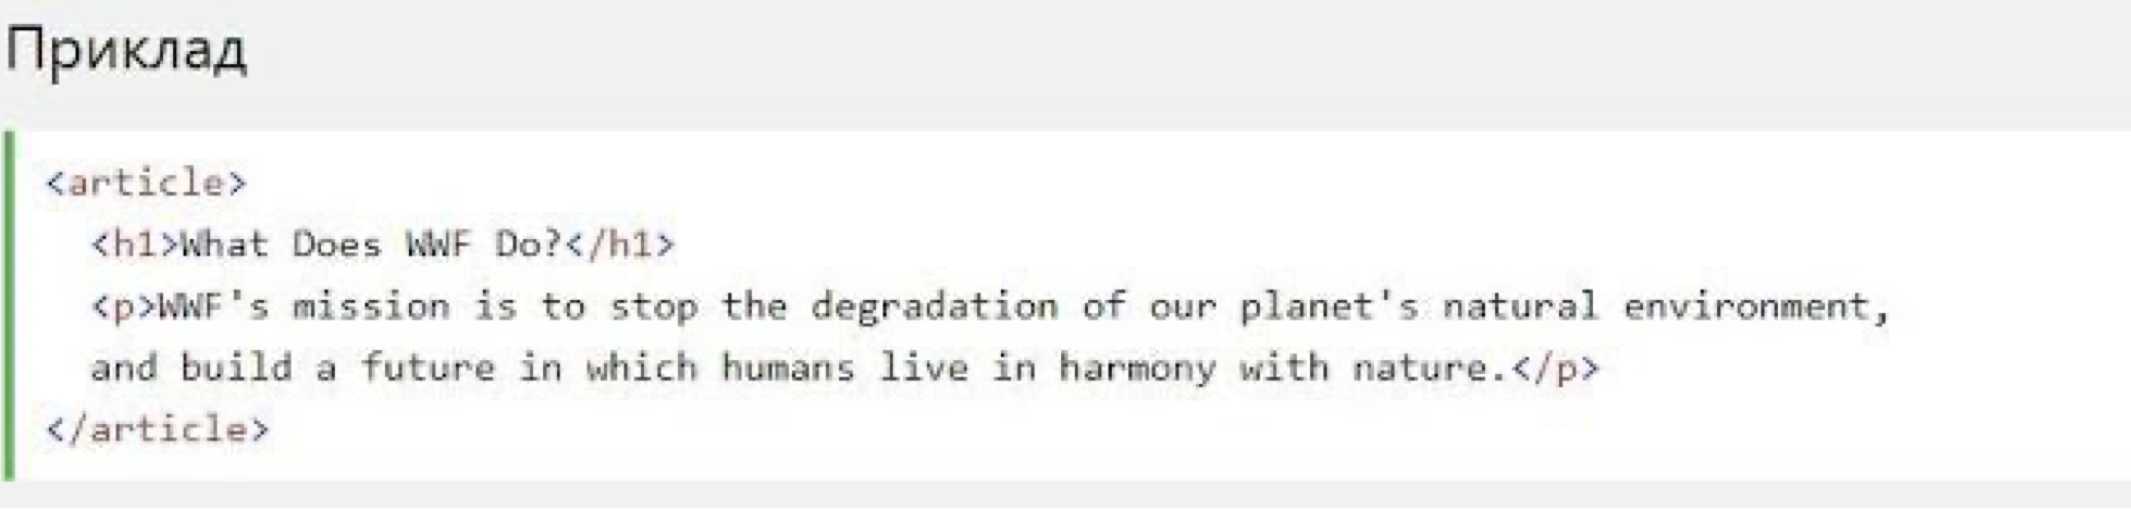 Приклад
<article>
<h1>What Does WWF Do?</h1>
<p>WWF's mission is to stop the degradation of our planet's natural environment,
and build a future in which humans live in harmony with nature.</p>
</article>